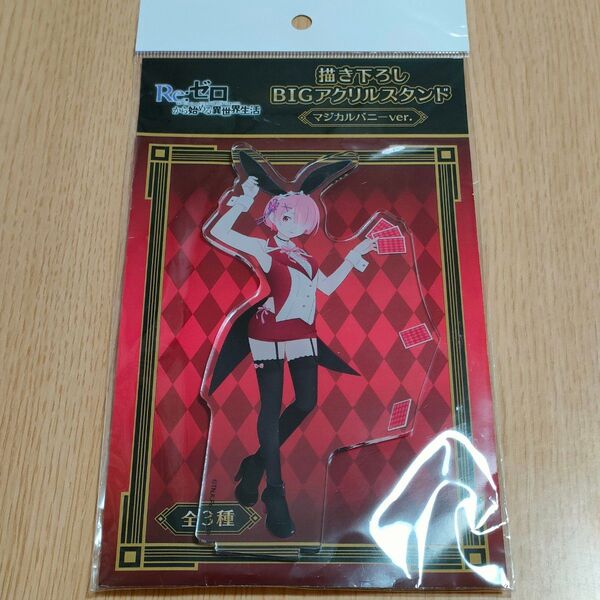 Re:ゼロ
から始める異世界生活
描き下ろし
BIGアクリルスタンド
マジカルバニーver.
全3種